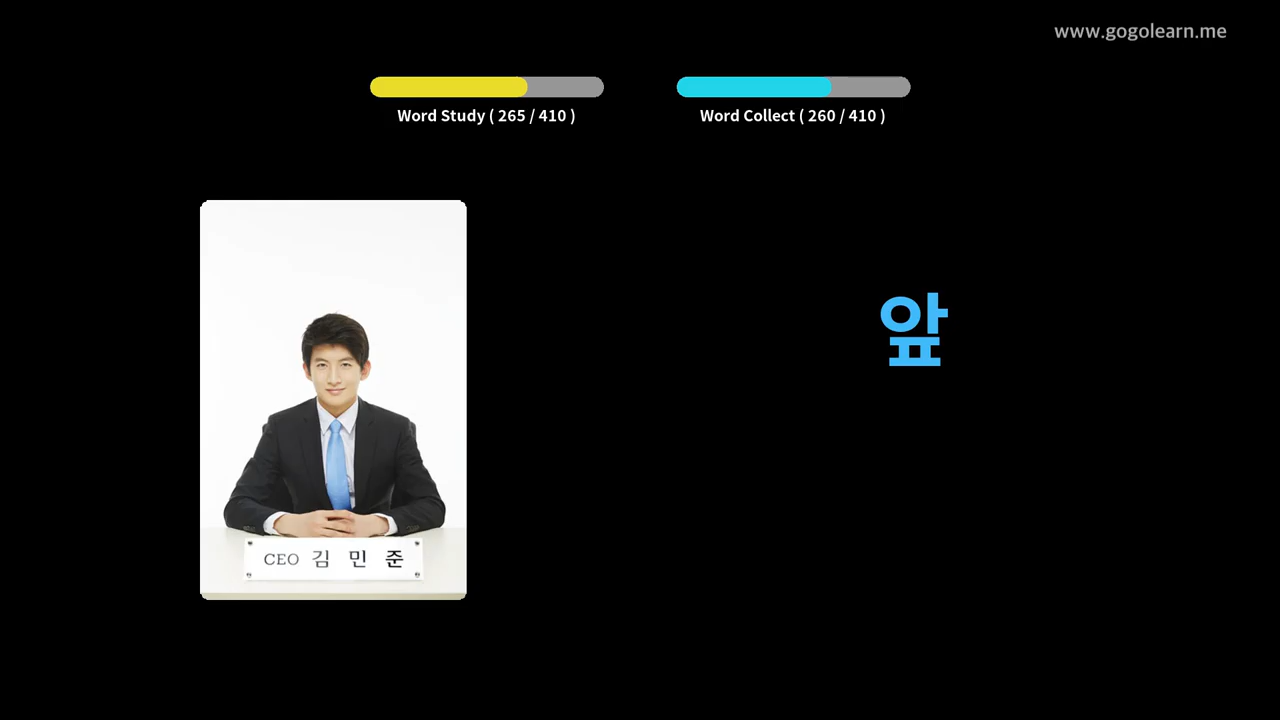 www.gogolearn.me
Word Study ( 265 / 410 )
Word Collect ( 260 / 410 )
앞
CEO 김 민 준